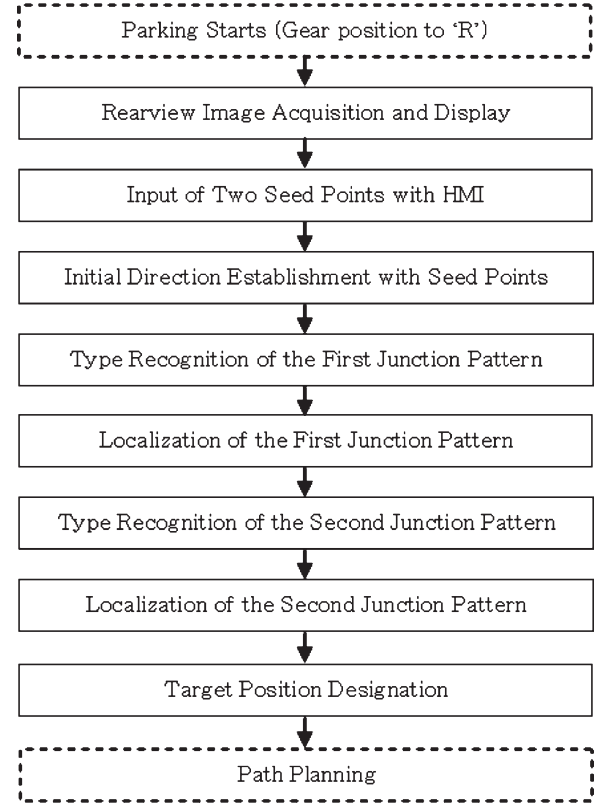 Parking Starts (Gear position to ‘R’)
Rearview Image Acquisition and Display
Input of Two Seed Points with HMI
Initial Direction Establishment with Seed Points
Type Recognition of the First Junction Pattern
Localization of the First Junction Pattern
Type Recognition of the Second Junction Pattern
Localization of the Second Junction Pattern
Target Position Designation
Path Planning